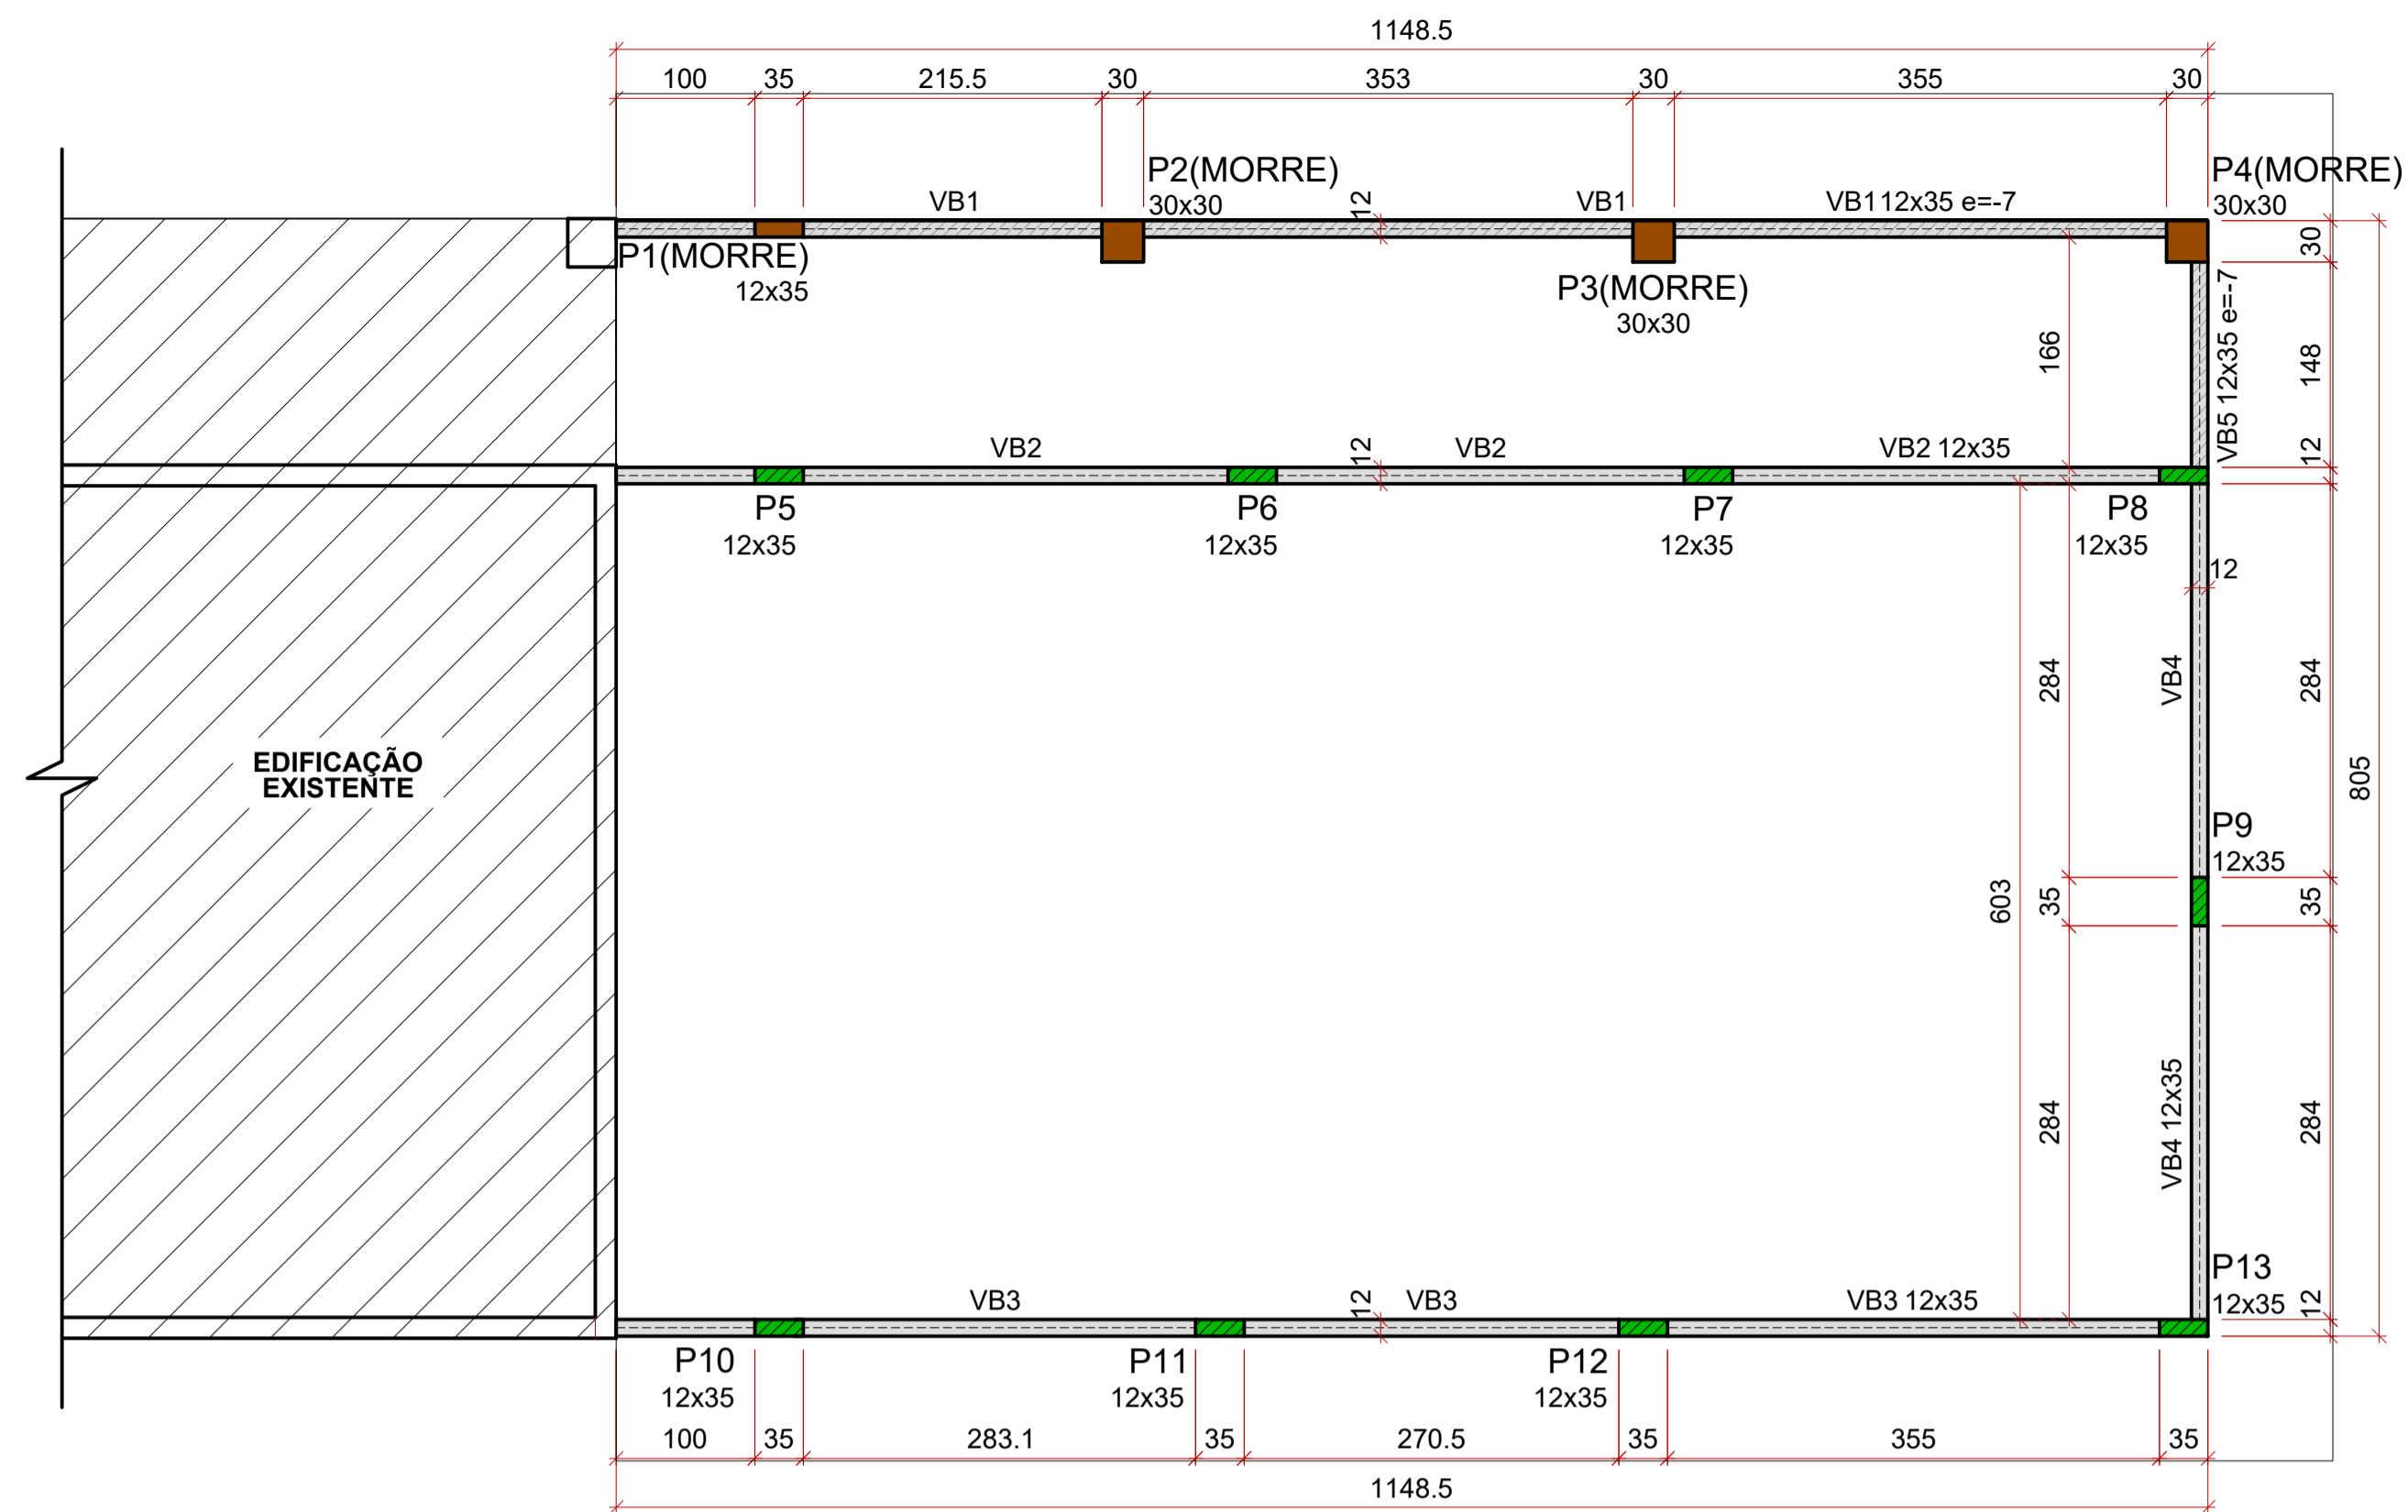 1148.5
100 35 215.5 30 353 30 355 30
P2(MORRE)
30x30
P4(MORRE)
30x30
VB1 12 VB1 VB112x35 e=-7
P1(MORRE)
12x35
P3(MORRE)
30x30
30
VB5 12x35 e=-7
166
148
VB2 12 VB2 VB2 12x35
12
P5 P6 P7 P8
12x35 12x35 12x35 12x35
12
284
VB4
284
EDIFICAÇÃO
EXISTENTE
805
P9
12x35
603
35
35
284
VB4 12x35
284
P13
12x35
12
VB3 12 VB3 VB3 12x35
P10 P11 P12
12x35 12x35 12x35
100 35 283.1 35 270.5 35 355 35
1148.5